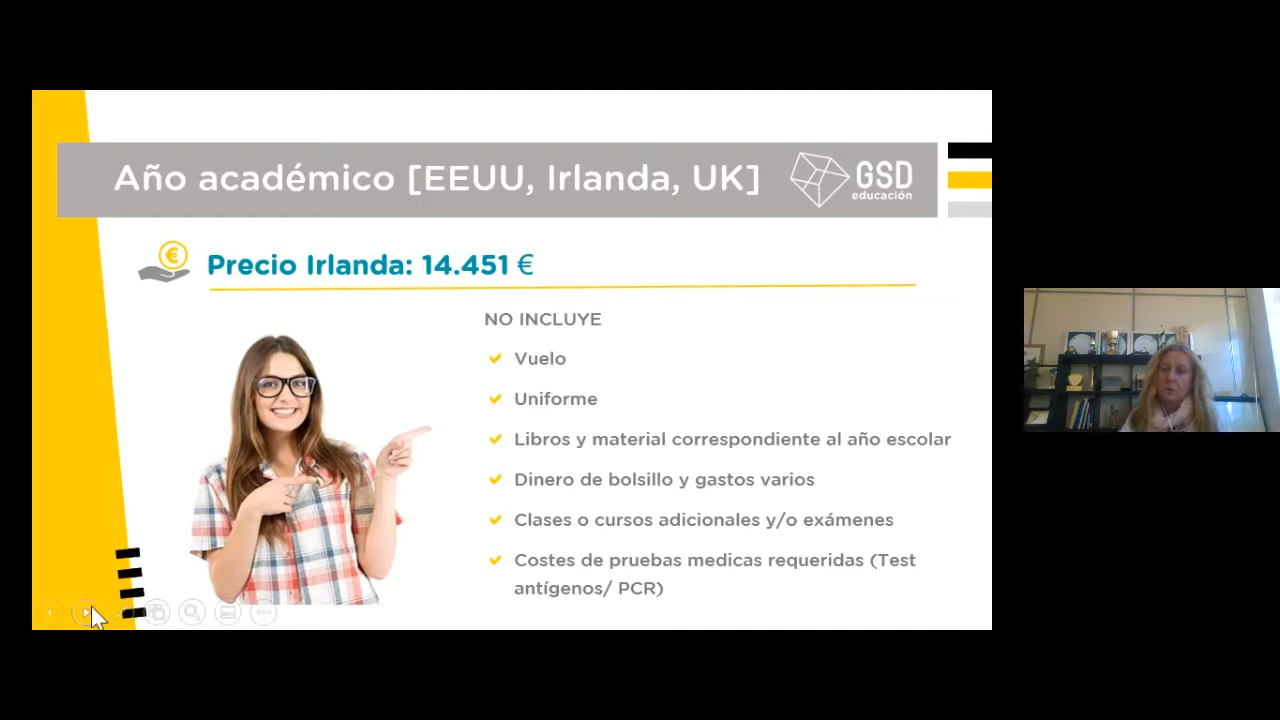 Año académico [EEUU, Irlanda, UK]
GSD
educación
Precio Irlanda: 14.451 €
NO INCLUYE
Vuelo
Uniforme
Libros y material correspondiente al año escolar
Dinero de bolsillo y gastos varios
Clases o cursos adicionales y/o exámenes
Costes de pruebas medicas requeridas (Test
antígenos/ PCR)